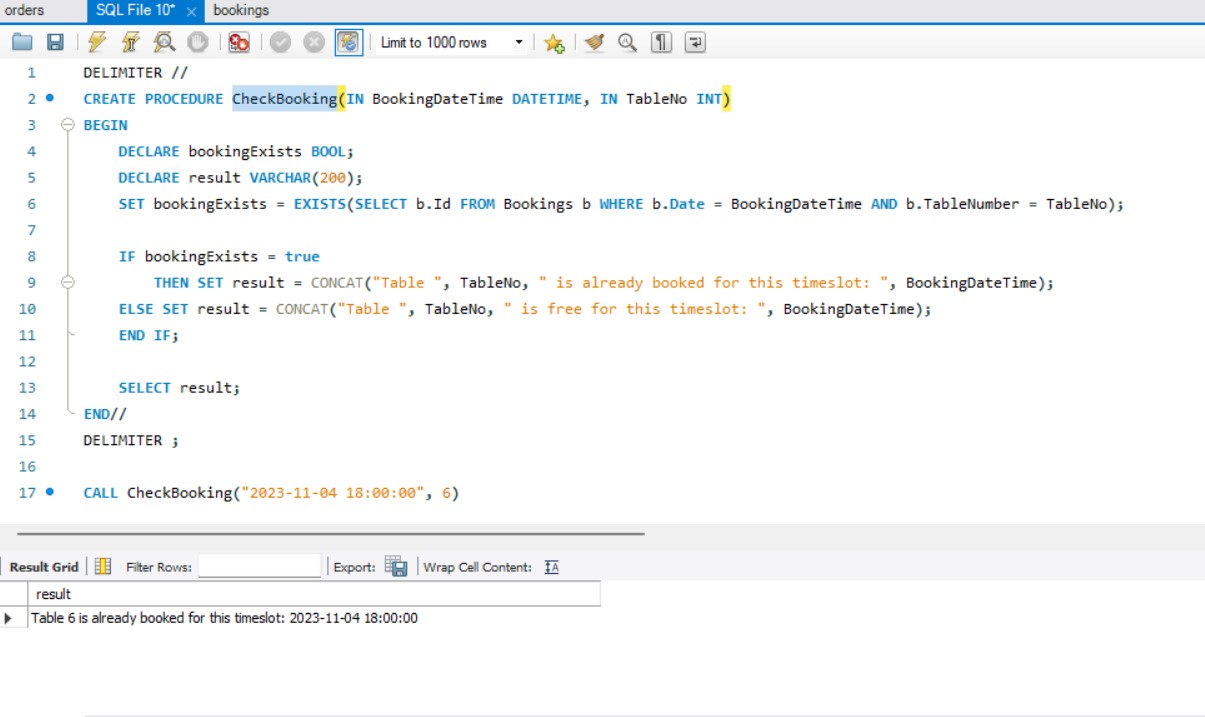 orders SQL File 10* × bookings
Limit to 1000 rows
1 DELIMITER //
2 CREATE PROCEDURE CheckBooking(IN BookingDateTime DATETIME, IN TableNo INT)
3 BEGIN
4 DECLARE bookingExists BOOL;
5 DECLARE result VARCHAR(200);
6 SET bookingExists = EXISTS(SELECT b.Id FROM Bookings b WHERE b.Date = BookingDateTime AND b.TableNumber = TableNo);
7
8 IF bookingExists = true
9 THEN SET result = CONCAT("Table ", TableNo, " is already booked for this timeslot: ", BookingDateTime);
10 ELSE SET result = CONCAT("Table ", TableNo, " is free for this timeslot: ", BookingDateTime);
11 END IF;
12
13 SELECT result;
14 END//
15 DELIMITER ;
16
17 CALL CheckBooking("2023-11-04 18:00:00", 6)
Result Grid Filter Rows: Export: Wrap Cell Content:
result
Table 6 is already booked for this timeslot: 2023-11-04 18:00:00